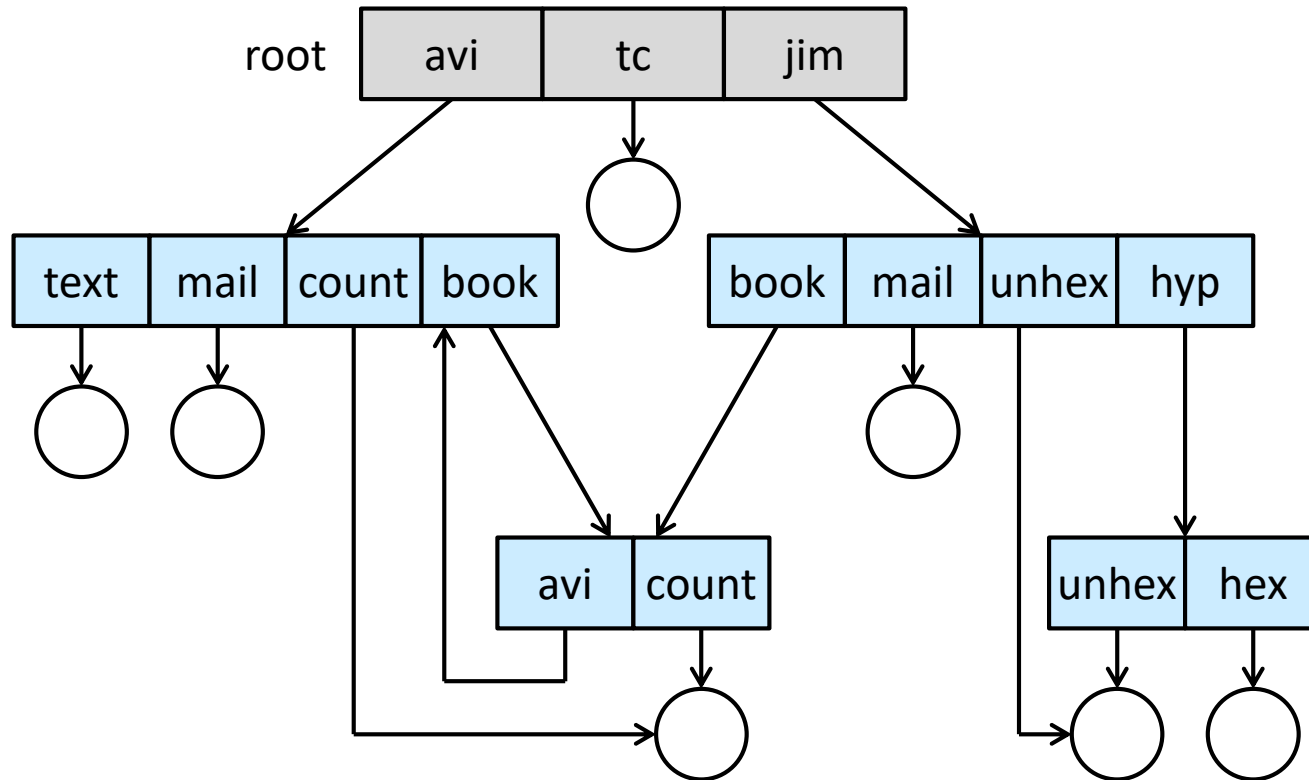 root avi tc jim
text mail count book book mail unhex hyp
avi count unhex hex